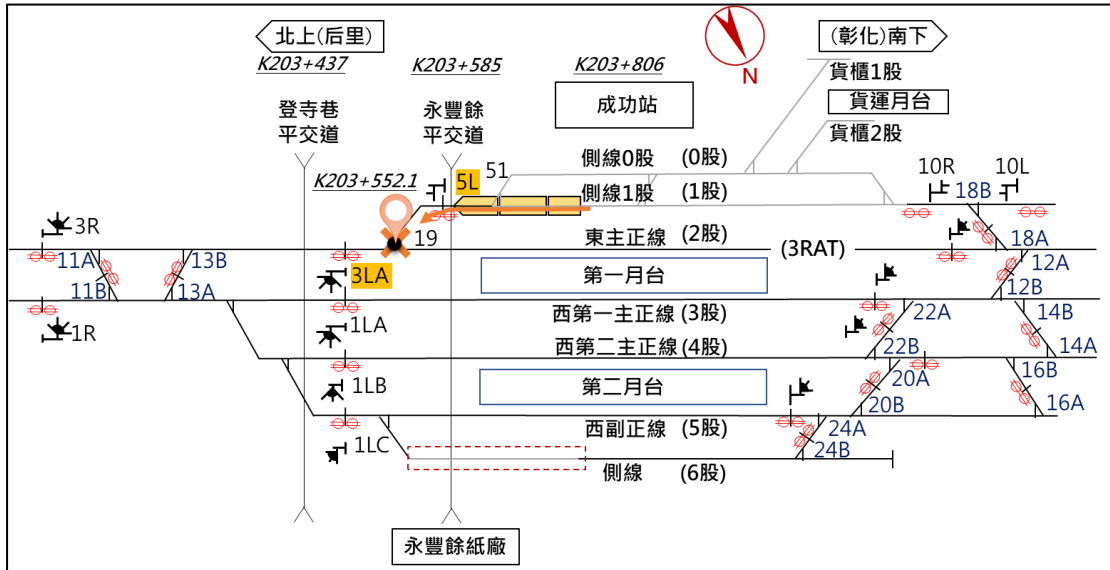 北上(后里)
(彰化)南下
N
K203+437
K203+585
K203+806
登寺巷
平交道
永豐餘
平交道
成功站
貨櫃1股
貨運月台
貨櫃2股
側線0股 (0股)
K203+552.1
5L
51
側線1股 (1股)
10R
18B
10L
3R
19
東主正線 (2股)
(3RAT)
18A
11A
13B
12A
3LA
第一月台
11B
13A
12B
1R
1LA
西第一主正線 (3股)
22A
14B
西第二主正線 (4股)
22B
14A
1LB
第二月台
20A
16B
20B
16A
1LC
西副正線 (5股)
24A
24B
側線 (6股)
永豐餘紙廠